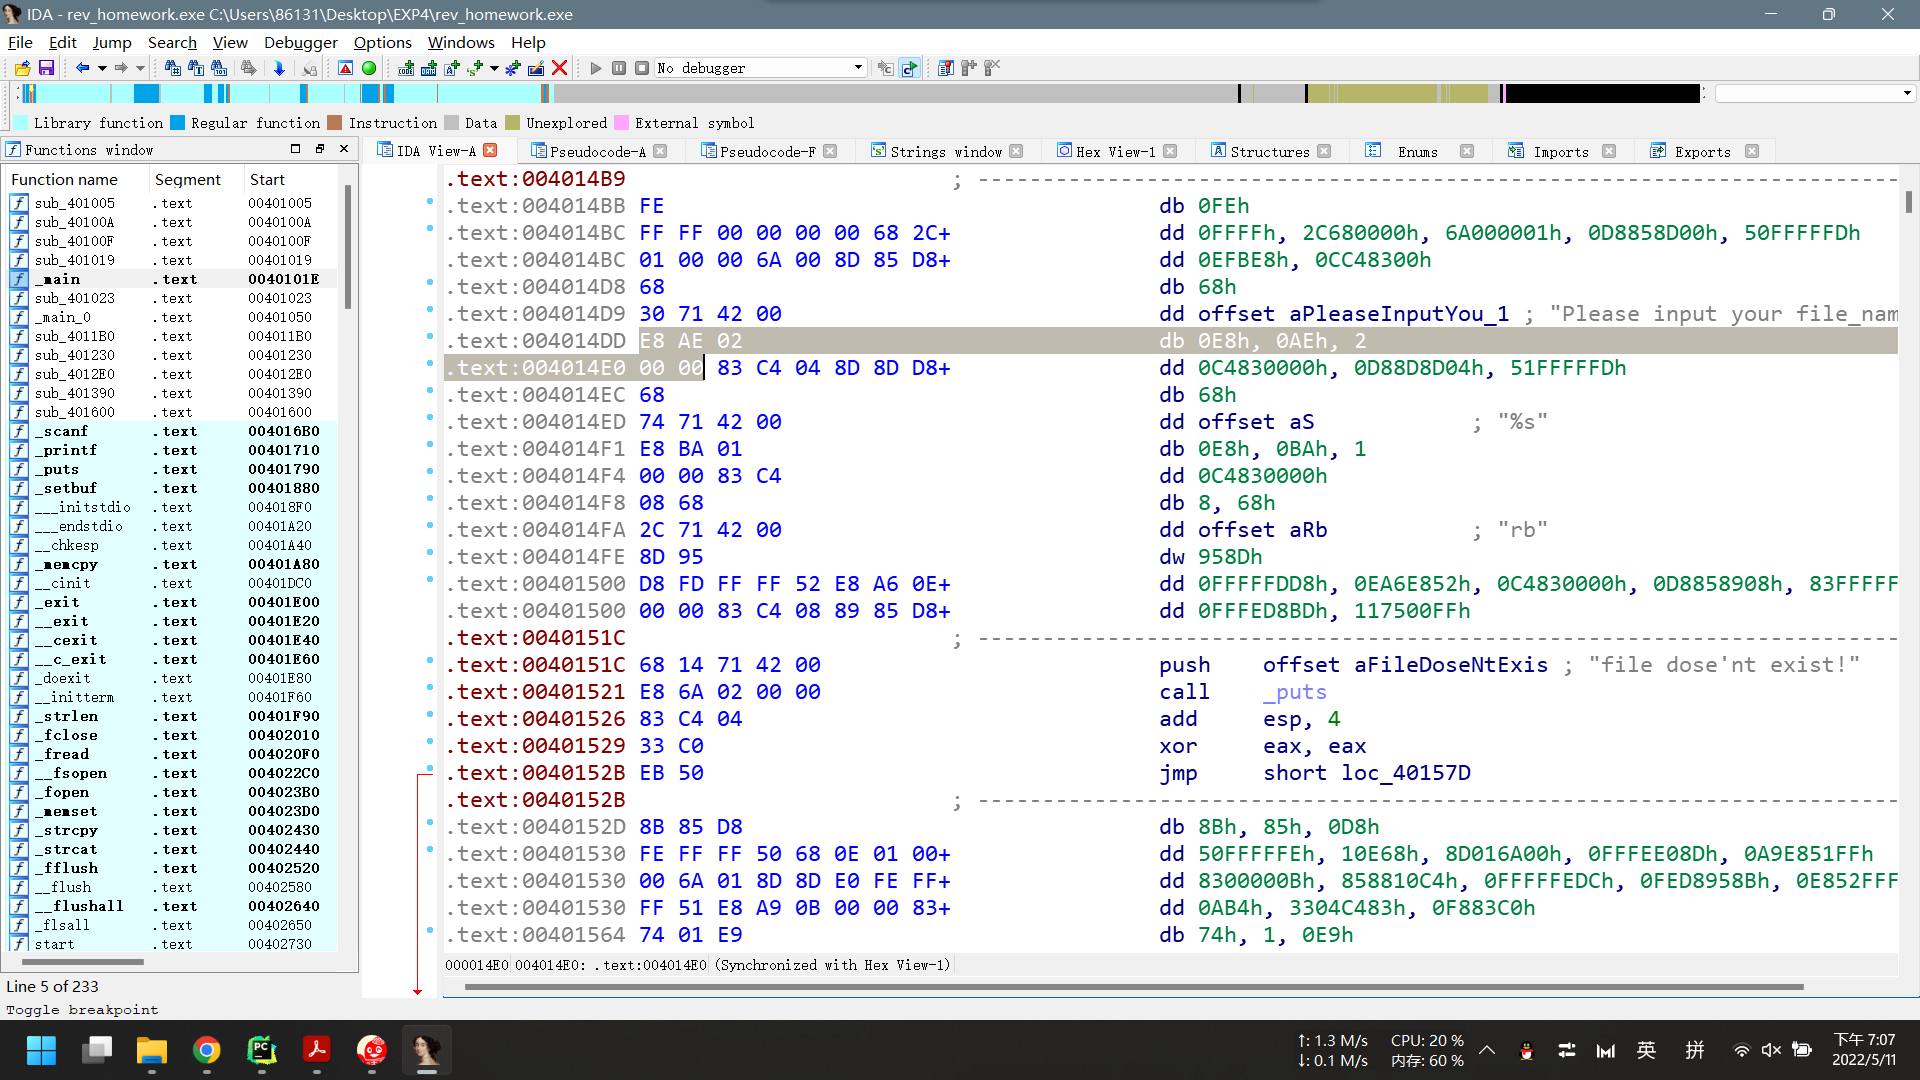 IDA - rev_homework.exe C:\Users\86131\Desktop\EXP4\rev_homework.exe
File Edit Jump Search View Debugger Options Windows Help
No debugger
Library function Regular function Instruction Data Unexplored External symbol
Functions window
IDA View-A Pseudocode-A Pseudocode-F Strings window Hex View-1 Structures Enums Imports Exports
Function name Segment Start
sub_401005 .text 00401005
sub_40100A .text 0040100A
sub_40100F .text 0040100F
sub_401019 .text 00401019
_main .text 0040101E
sub_401023 .text 00401023
_main_0 .text 00401050
sub_4011B0 .text 004011B0
sub_401230 .text 00401230
sub_4012E0 .text 004012E0
sub_401390 .text 00401390
sub_401600 .text 00401600
_scanf .text 004016B0
_printf .text 00401710
_puts .text 00401790
_setbuf .text 00401880
___initstdio .text 004018F0
___endstdio .text 00401A20
__chkesp .text 00401A40
_memcpy .text 00401A80
__cinit .text 00401DC0
_exit .text 00401E00
__exit .text 00401E20
__cexit .text 00401E40
__c_exit .text 00401E60
_doexit .text 00401E80
__initterm .text 00401F60
_strlen .text 00401F90
_fclose .text 00402010
_fread .text 004020F0
__fsopen .text 004022C0
_fopen .text 004023B0
_memset .text 004023D0
_strcpy .text 00402430
_strcat .text 00402440
_fflush .text 00402520
__flush .text 00402580
__flushall .text 00402640
_flsall .text 00402650
start .text 00402730
Line 5 of 233
.text:004014B9 ; ---------------------------------------------------------------------------
.text:004014BB FE db 0FEh
.text:004014BC FF FF 00 00 00 00 68 2C+ dd 0FFFFh, 2C680000h, 6A000001h, 0D8858D00h, 50FFFFFDh
.text:004014BC 01 00 00 6A 00 8D 85 D8+ dd 0EFBE8h, 0CC48300h
.text:004014D8 68 db 68h
.text:004014D9 30 71 42 00 dd offset aPleaseInputYou_1 ; "Please input your file_nam
.text:004014DD E8 AE 02 db 0E8h, 0AEh, 2
.text:004014E0 00 00 83 C4 04 8D 8D D8+ dd 0C4830000h, 0D88D8D04h, 51FFFFFDh
.text:004014EC 68 db 68h
.text:004014ED 74 71 42 00 dd offset aS ; "%s"
.text:004014F1 E8 BA 01 db 0E8h, 0BAh, 1
.text:004014F4 00 00 83 C4 dd 0C4830000h
.text:004014F8 08 68 db 8, 68h
.text:004014FA 2C 71 42 00 dd offset aRb ; "rb"
.text:004014FE 8D 95 dw 958Dh
.text:00401500 D8 FD FF FF 52 E8 A6 0E+ dd 0FFFFFDD8h, 0EA6E852h, 0C4830000h, 0D8858908h, 83FFFFF
.text:00401500 00 00 83 C4 08 89 85 D8+ dd 0FFFED8BDh, 117500FFh
.text:0040151C ; ---------------------------------------------------------------------------
.text:0040151C 68 14 71 42 00 push offset aFileDoseNtExis ; "file dose'nt exist!"
.text:00401521 E8 6A 02 00 00 call _puts
.text:00401526 83 C4 04 add esp, 4
.text:00401529 33 C0 xor eax, eax
.text:0040152B EB 50 jmp short loc_40157D
.text:0040152B ; ---------------------------------------------------------------------------
.text:0040152D 8B 85 D8 db 8Bh, 85h, 0D8h
.text:00401530 FE FF FF 50 68 0E 01 00+ dd 50FFFFFEh, 10E68h, 8D016A00h, 0FFFEE08Dh, 0A9E851FFh
.text:00401530 00 6A 01 8D 8D E0 FE FF+ dd 8300000Bh, 858810C4h, 0FFFFFEDCh, 0FED8958Bh, 0E852FFF
.text:00401530 FF 51 E8 A9 0B 00 00 83+ dd 0AB4h, 3304C483h, 0F883C0h
.text:00401564 74 01 E9 db 74h, 1, 0E9h
000014E0 004014E0: .text:004014E0 (Synchronized with Hex View-1)
Toggle breakpoint
↑: 1.3 M/s CPU: 20 %
↓: 0.1 M/s 内存: 60 %
英 拼
下午 7:07
2022/5/11